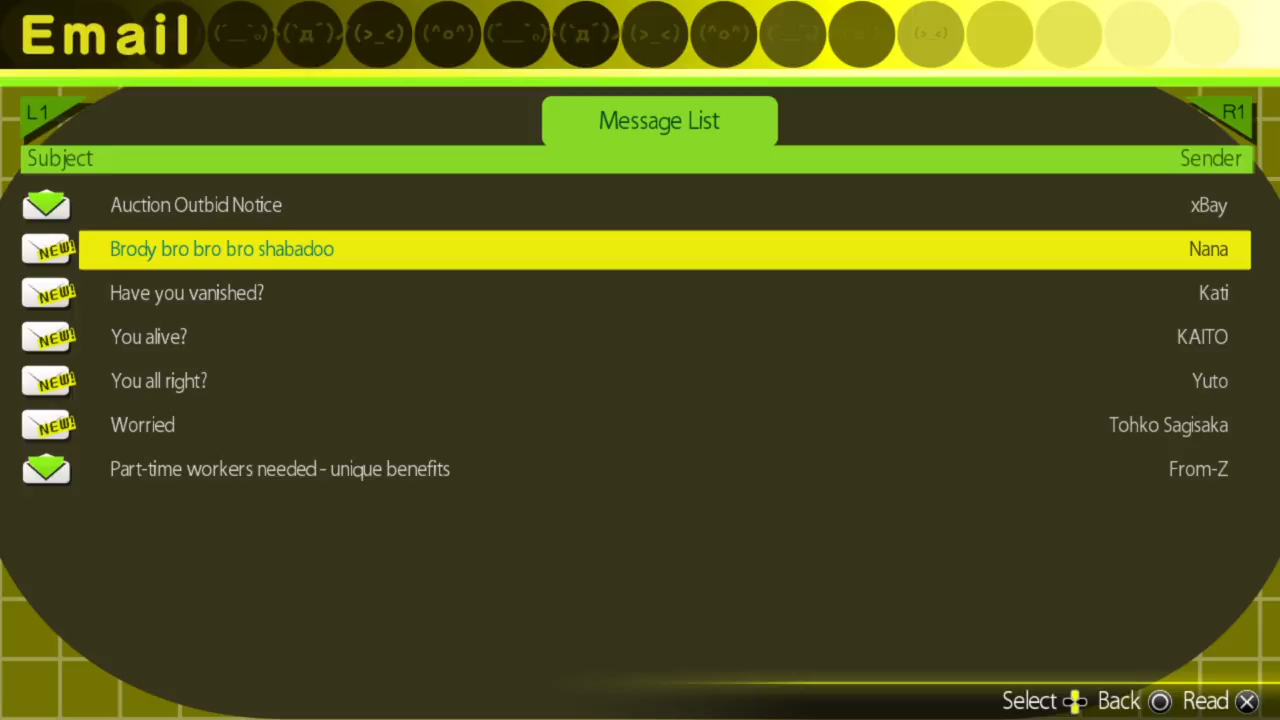 Email
L1
Message List
R1
Subject Sender
Auction Outbid Notice xBay
NEW! Brody bro bro bro shabadoo Nana
NEW! Have you vanished? Kati
NEW! You alive? KAITO
NEW! You all right? Yuto
NEW! Worried Tohko Sagisaka
Part-time workers needed - unique benefits From-Z
Select Back Read